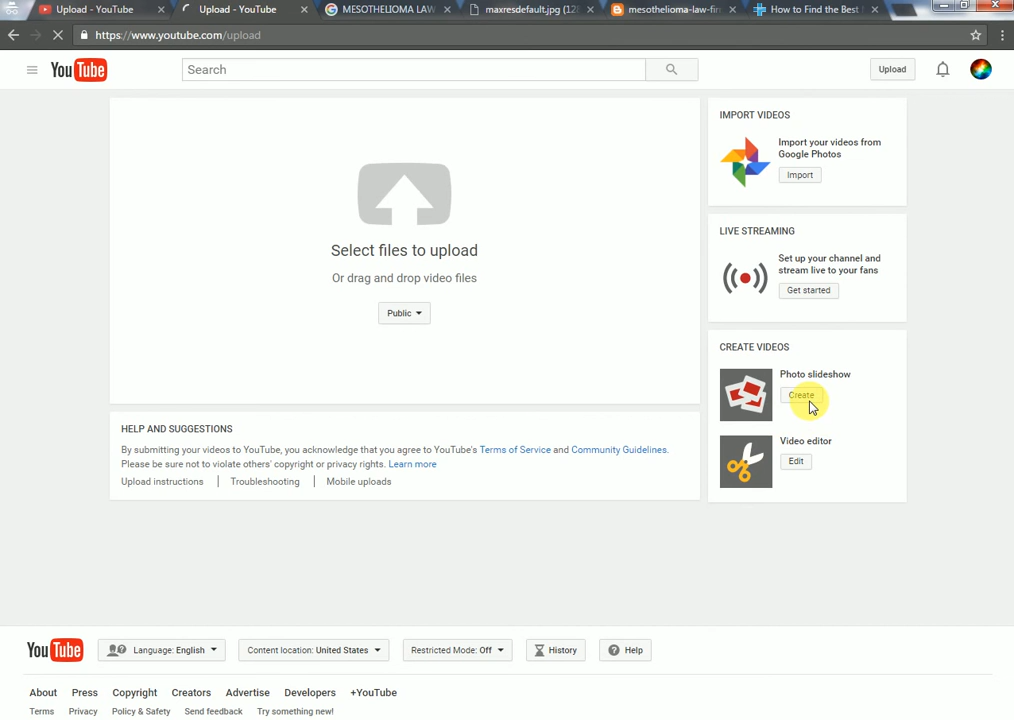 Upload - YouTube
Upload - YouTube
MESOTHELIOMA LAW
maxresdefault.jpg (12
mesothelioma-law-fir
How to Find the Best
https://www.youtube.com/upload
YouTube
Search
Upload
Select files to upload
Or drag and drop video files
Public
IMPORT VIDEOS
Import your videos from
Google Photos
Import
LIVE STREAMING
Set up your channel and
stream live to your fans
Get started
CREATE VIDEOS
Photo slideshow
Create
Video editor
Edit
HELP AND SUGGESTIONS
By submitting your videos to YouTube, you acknowledge that you agree to YouTube's Terms of Service and Community Guidelines.
Please be sure not to violate others' copyright or privacy rights. Learn more
Upload instructions
Troubleshooting
Mobile uploads
YouTube
Language: English
Content location: United States
Restricted Mode: Off
History
Help
About Press Copyright Creators Advertise Developers +YouTube
Terms Privacy Policy & Safety Send feedback Try something new!